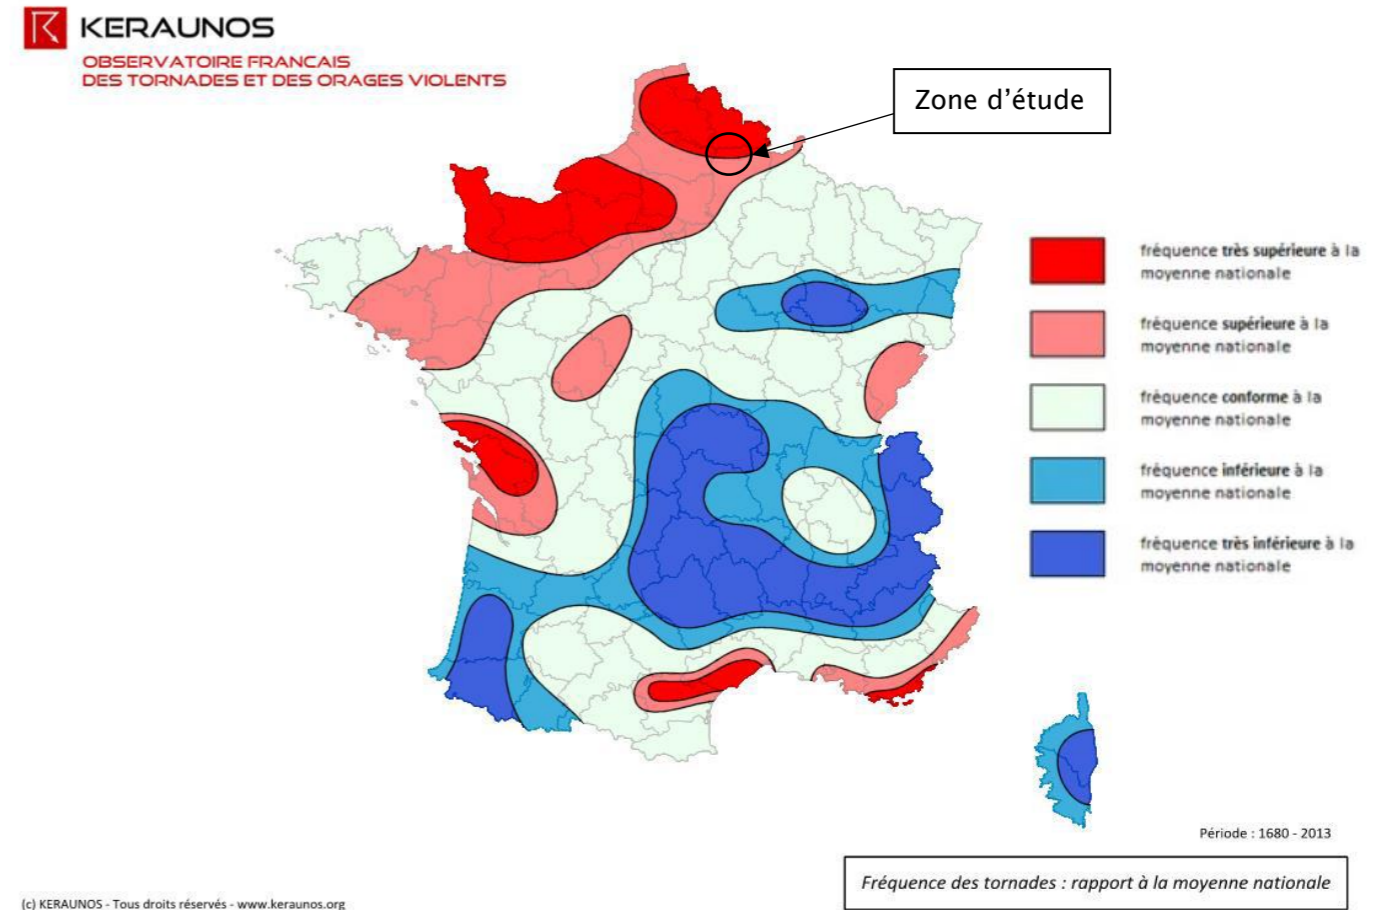 KERAUNOS
OBSERVATOIRE FRANCAIS
DES TORNADES ET DES ORAGES VIOLENTS
Zone d'étude
fréquence très supérieure à la
moyenne nationale
fréquence supérieure à la
moyenne nationale
fréquence conforme à la
moyenne nationale
fréquence inférieure à la
moyenne nationale
fréquence très inférieure à la
moyenne nationale
Période : 1680 - 2013
Fréquence des tornades : rapport à la moyenne nationale
(c) KERAUNOS - Tous droits réservés - www.keraunos.org